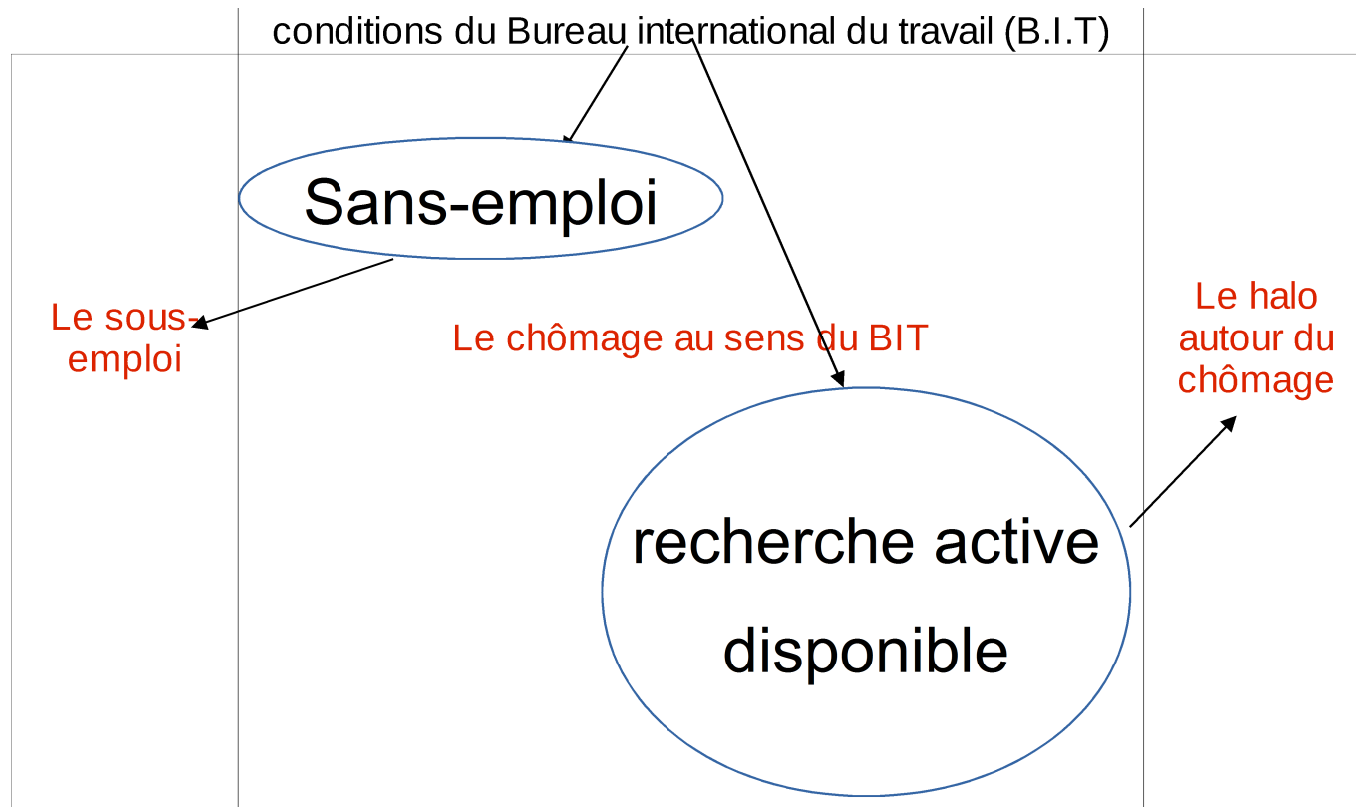 conditions du Bureau international du travail (B.I.T)
Sans-emploi
Le sous-
emploi
Le chômage au sens du BIT
Le halo
autour du
chômage
recherche active
disponible